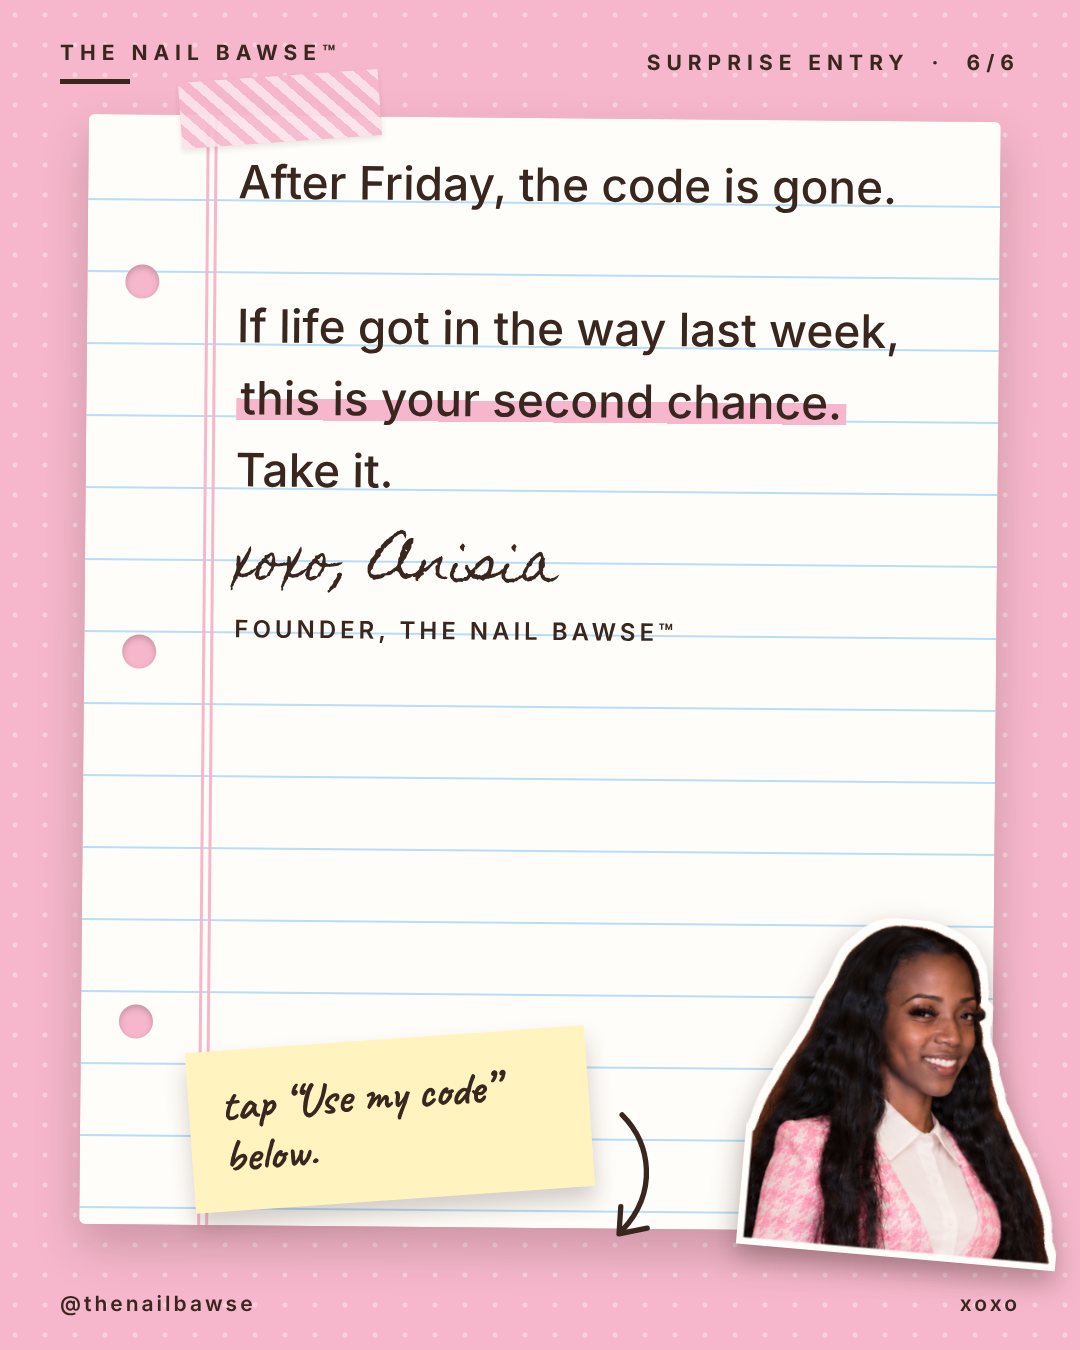 THE NAIL BAWSE™
SURPRISE ENTRY · 6/6
After Friday, the code is gone.
If life got in the way last week,
this is your second chance.
Take it.
xoxo, Anisia
FOUNDER, THE NAIL BAWSE™
tap “Use my code”
below.
@thenailbawse
xoxo